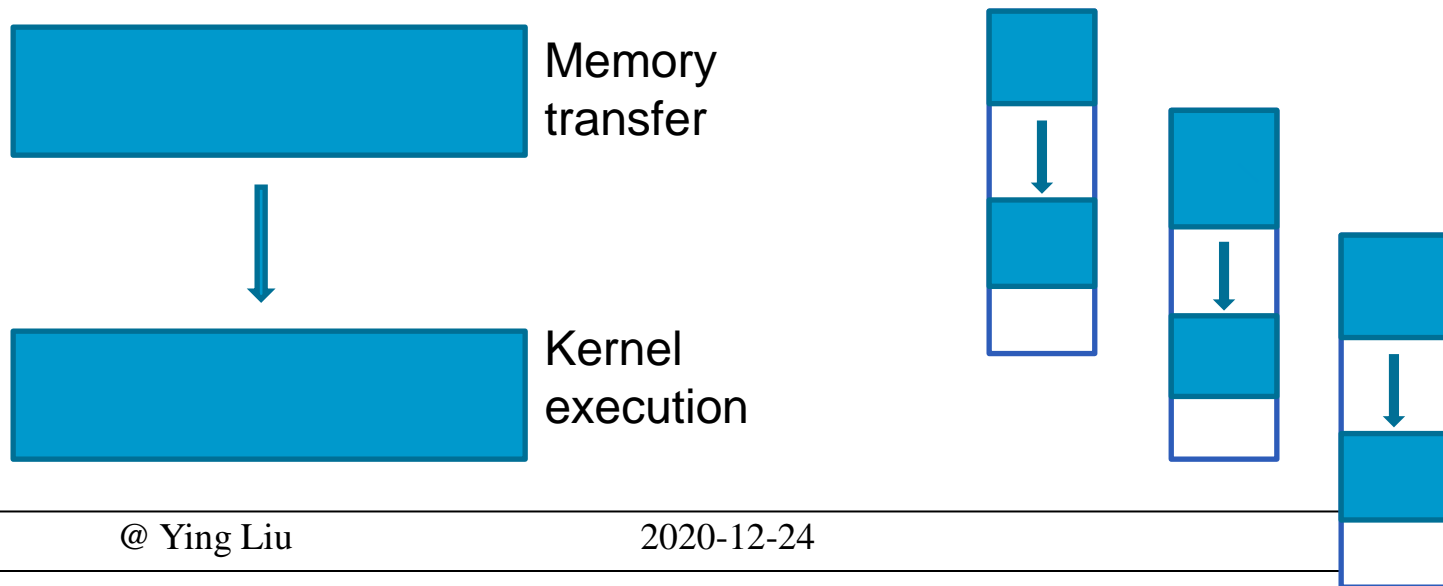 Memory
transfer
Kernel
execution
@ Ying Liu 2020-12-24